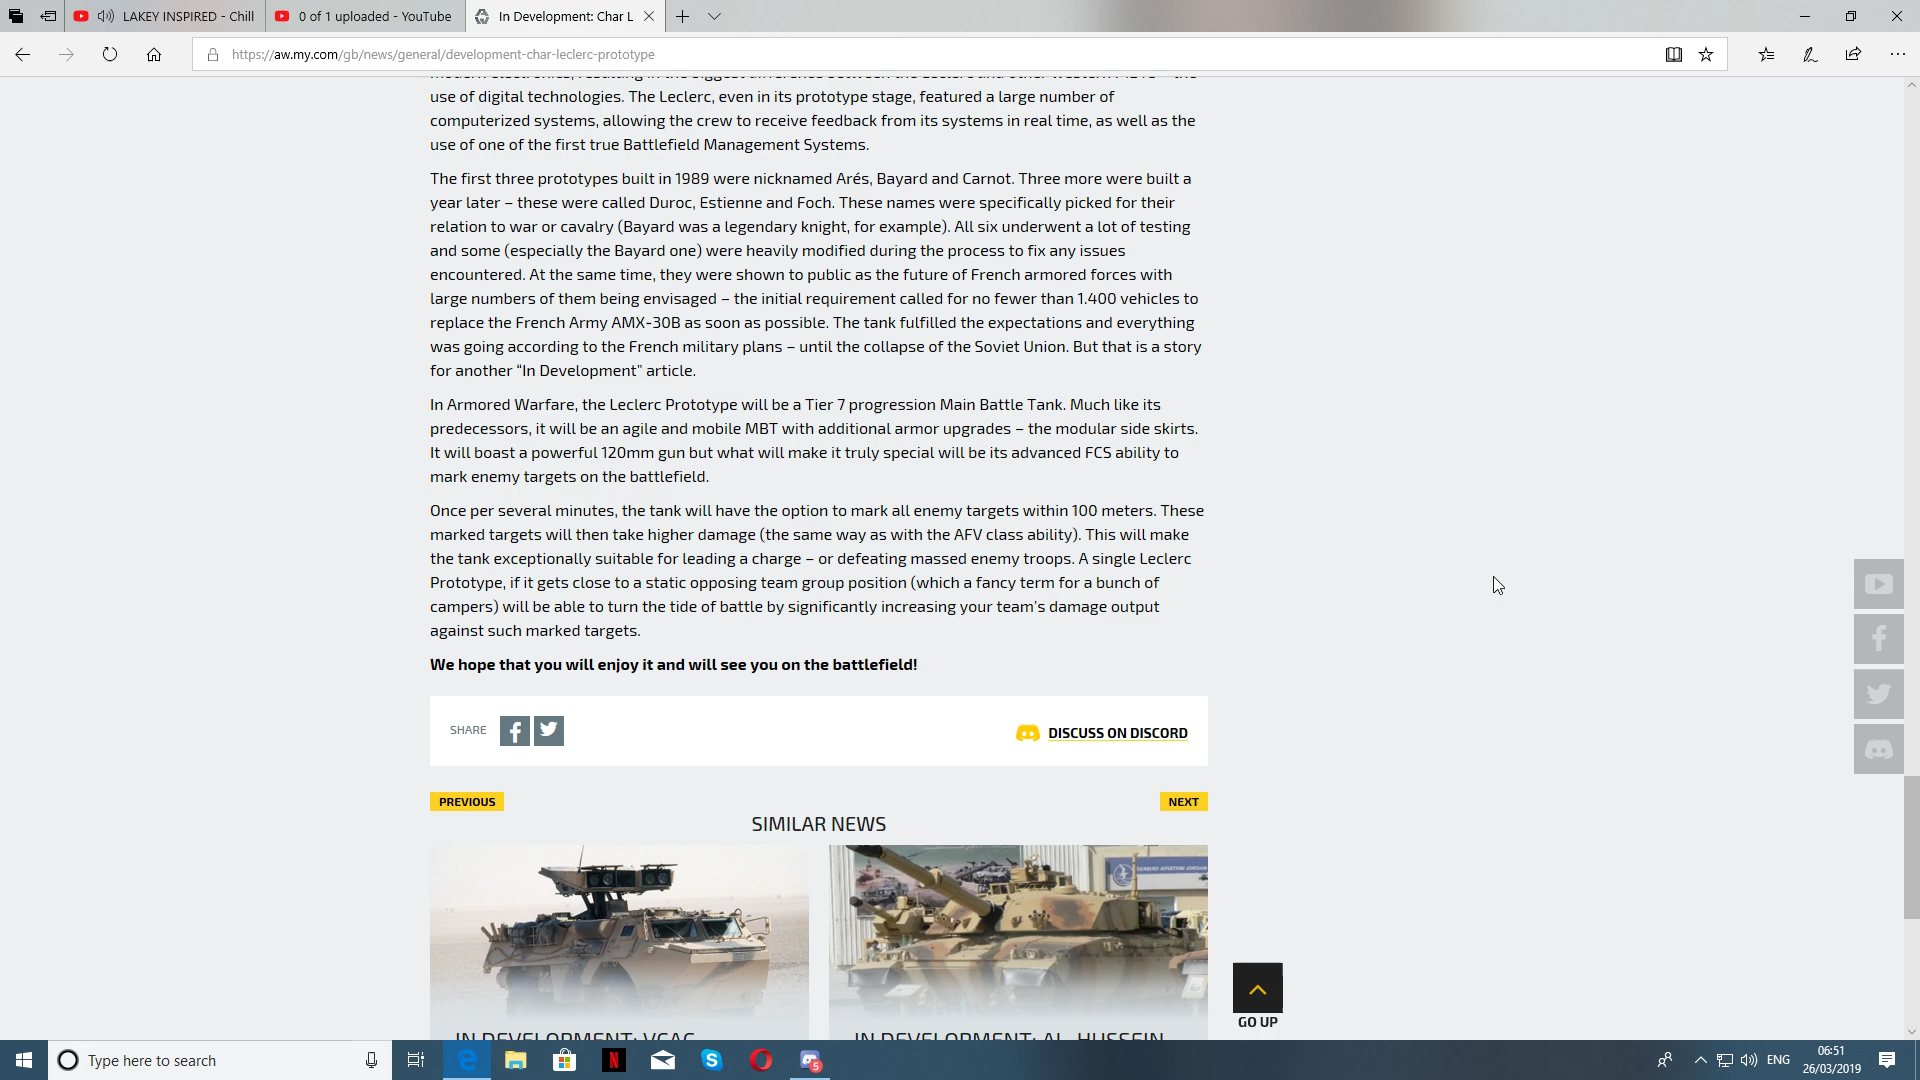 LAKEY INSPIRED - Chill
0 of 1 uploaded - YouTube
In Development: Char L
https://aw.my.com/gb/news/general/development-char-leclerc-prototype
use of digital technologies. The Leclerc, even in its prototype stage, featured a large number of
computerized systems, allowing the crew to receive feedback from its systems in real time, as well as the
use of one of the first true Battlefield Management Systems.
The first three prototypes built in 1989 were nicknamed Arés, Bayard and Carnot. Three more were built a
year later – these were called Duroc, Estienne and Foch. These names were specifically picked for their
relation to war or cavalry (Bayard was a legendary knight, for example). All six underwent a lot of testing
and some (especially the Bayard one) were heavily modified during the process to fix any issues
encountered. At the same time, they were shown to public as the future of French armored forces with
large numbers of them being envisaged – the initial requirement called for no fewer than 1.400 vehicles to
replace the French Army AMX-30B as soon as possible. The tank fulfilled the expectations and everything
was going according to the French military plans – until the collapse of the Soviet Union. But that is a story
for another “In Development” article.
In Armored Warfare, the Leclerc Prototype will be a Tier 7 progression Main Battle Tank. Much like its
predecessors, it will be an agile and mobile MBT with additional armor upgrades – the modular side skirts.
It will boast a powerful 120mm gun but what will make it truly special will be its advanced FCS ability to
mark enemy targets on the battlefield.
Once per several minutes, the tank will have the option to mark all enemy targets within 100 meters. These
marked targets will then take higher damage (the same way as with the AFV class ability). This will make
the tank exceptionally suitable for leading a charge – or defeating massed enemy troops. A single Leclerc
Prototype, if it gets close to a static opposing team group position (which a fancy term for a bunch of
campers) will be able to turn the tide of battle by significantly increasing your team's damage output
against such marked targets.
We hope that you will enjoy it and will see you on the battlefield!
SHARE
DISCUSS ON DISCORD
PREVIOUS
NEXT
SIMILAR NEWS
IN DEVELOPMENT: VCAC
IN DEVELOPMENT: AL-HUSSEIN
GO UP
Type here to search
5
ENG
06:51
26/03/2019